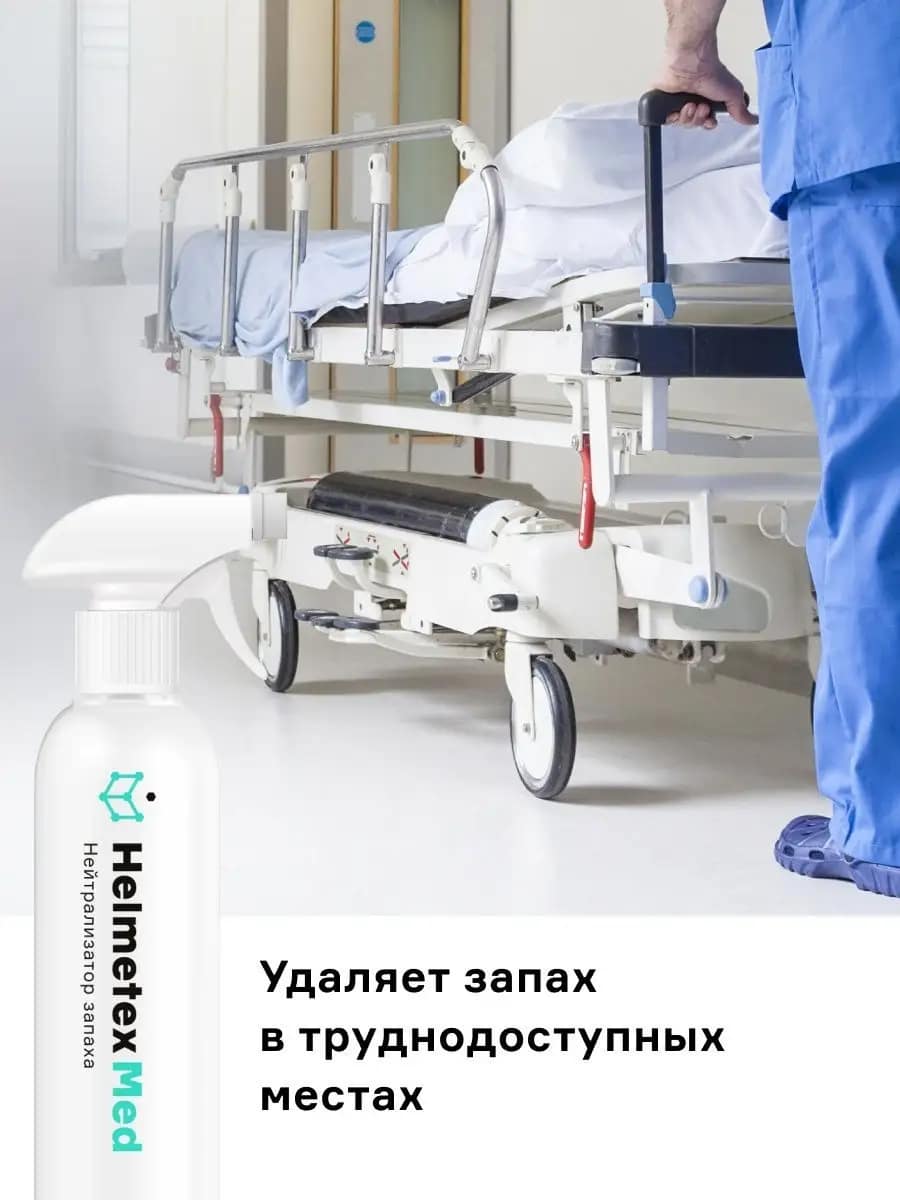 Helmetex Med
Нейтрализатор запаха
Удаляет запах
в труднодоступных
местах